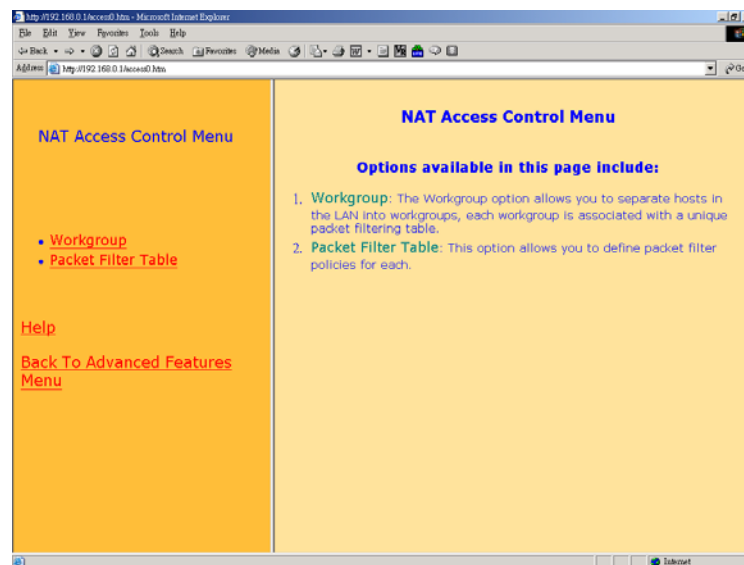 http://192.168.0.1/access0.htm - Microsoft Internet Explorer
File Edit View Favorites Tools Help
Back Search Favorites Media
Address http://192.168.0.1/access0.htm
NAT Access Control Menu
• Workgroup
• Packet Filter Table
Help
Back To Advanced Features
Menu
NAT Access Control Menu
Options available in this page include:
1. Workgroup: The Workgroup option allows you to separate hosts in
the LAN into workgroups, each workgroup is associated with a unique
packet filtering table.
2. Packet Filter Table: This option allows you to define packet filter
policies for each.
Internet